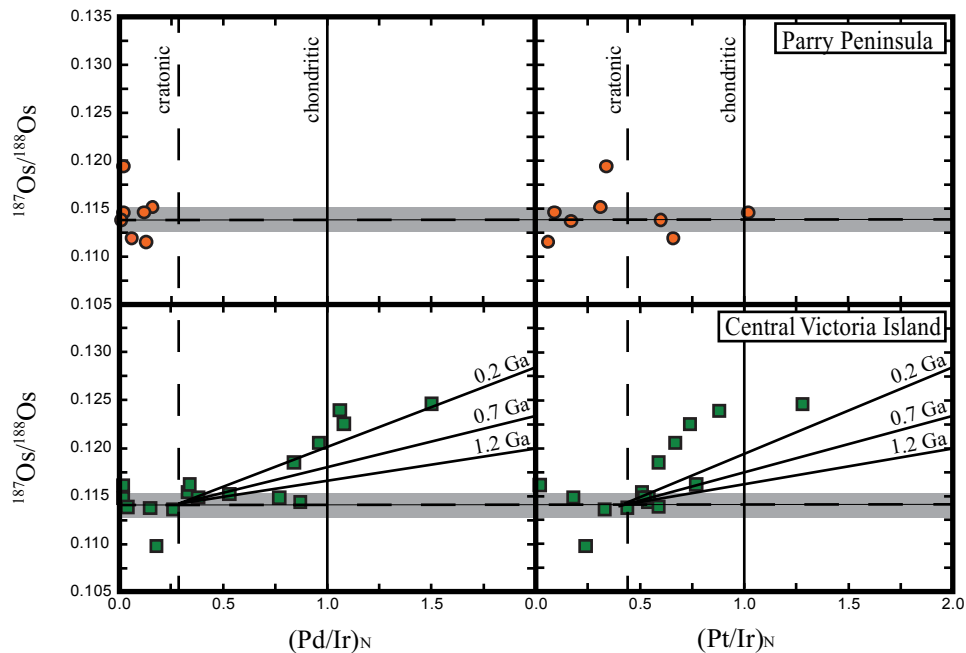 0.135
Parry Peninsula
0.130
cratonic
chondritic
cratonic
chondritic
0.125
187Os/188Os
0.120
0.115
0.110
0.105
Central Victoria Island
0.130
0.2 Ga
0.2 Ga
0.125
0.7 Ga
0.7 Ga
187Os/188Os
0.120
1.2 Ga
1.2 Ga
0.115
0.110
0.105
0.0 0.5 1.0 1.5 0.0 0.5 1.0 1.5 2.0
(Pd/Ir)N (Pt/Ir)N